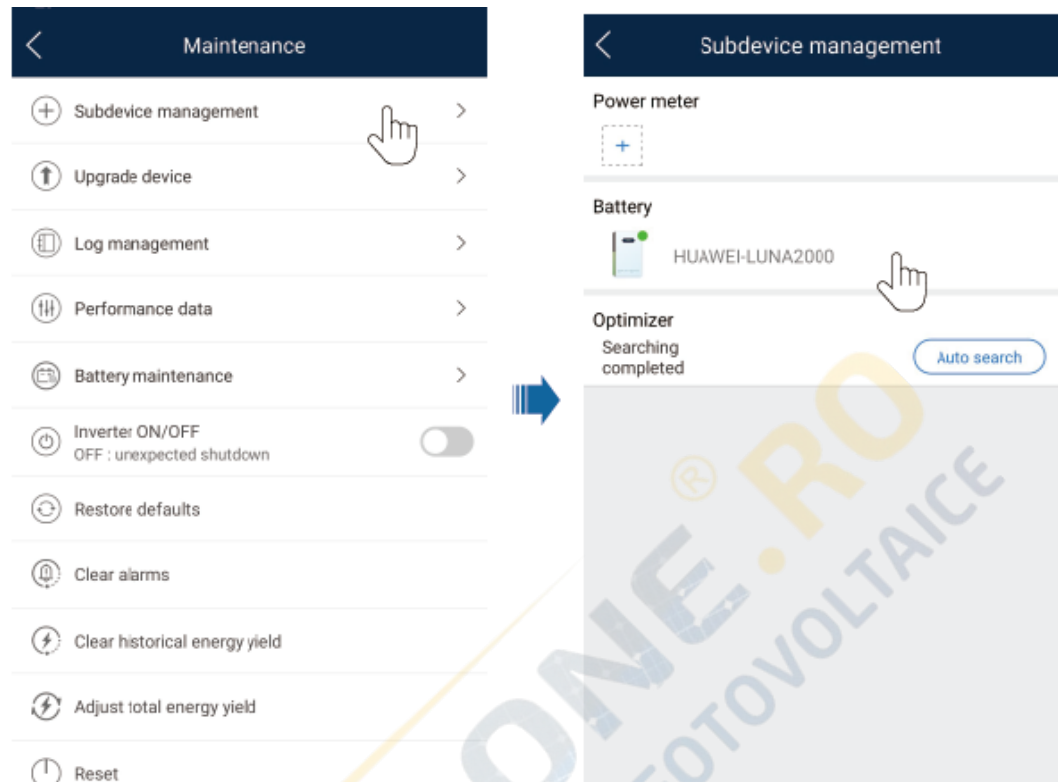 Maintenance
Subdevice management
Upgrade device
Log management
Performance data
Battery maintenance
Inverter ON/OFF
OFF : unexpected shutdown
Restore defaults
Clear alarms
Clear historical energy yield
Adjust total energy yield
Reset
Subdevice management
Power meter
+
Battery
HUAWEI-LUNA2000
Optimizer
Searching
completed
Auto search
ONE®.RO
FOTOVOLTAICE